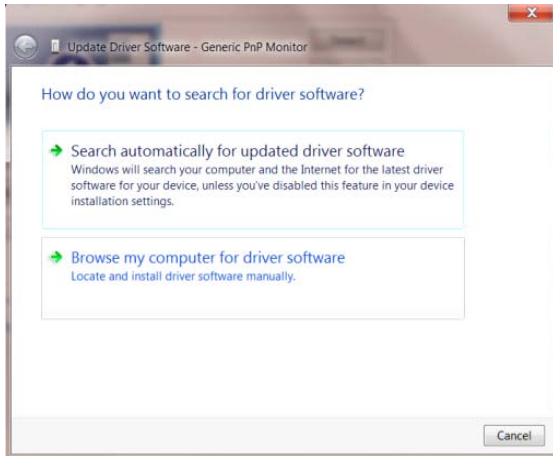 Update Driver Software - Generic PnP Monitor
How do you want to search for driver software?
Search automatically for updated driver software
Windows will search your computer and the Internet for the latest driver
software for your device, unless you've disabled this feature in your device
installation settings.
Browse my computer for driver software
Locate and install driver software manually.
Cancel